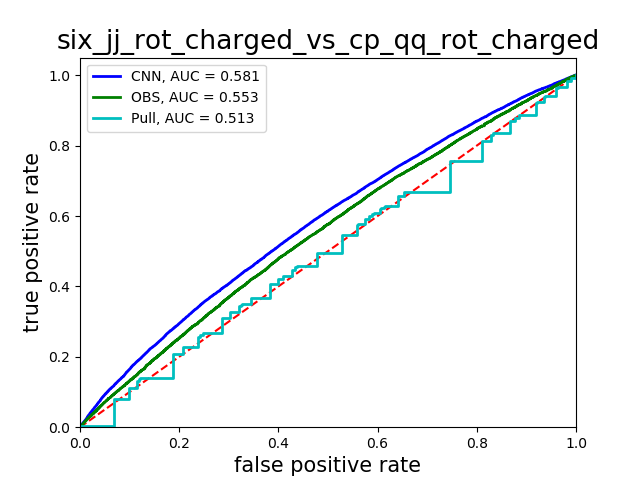 six_jj_rot_charged_vs_cp_qq_rot_charged
CNN, AUC = 0.581
OBS, AUC = 0.553
Pull, AUC = 0.513
true positive rate
1.0
0.8
0.6
0.4
0.2
0.0
0.0 0.2 0.4 0.6 0.8 1.0
false positive rate